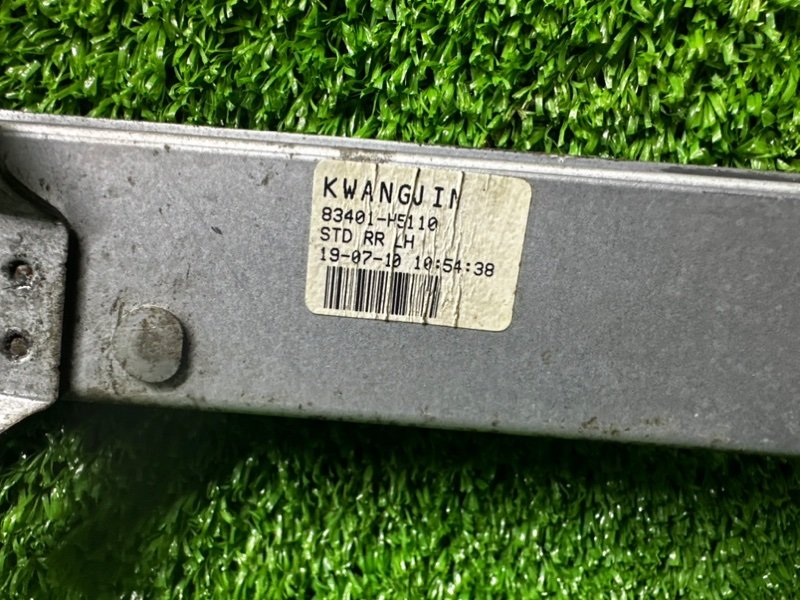 KWANGJIN
83401-H5110
STD RR LH
19-07-10 10:54:38